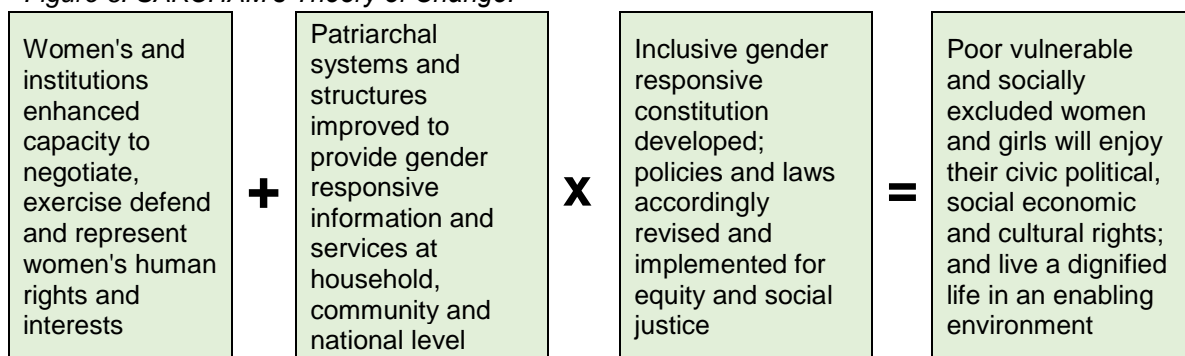 Women's and
institutions
enhanced
capacity to
negotiate,
exercise defend
and represent
women's human
rights and
interests
+
Patriarchal
systems and
structures
improved to
provide gender
responsive
information and
services at
household,
community and
national level
x
Inclusive gender
responsive
constitution
developed;
policies and laws
accordingly
revised and
implemented for
equity and social
justice
=
Poor vulnerable
and socially
excluded women
and girls will enjoy
their civic political,
social economic
and cultural rights;
and live a dignified
life in an enabling
environment